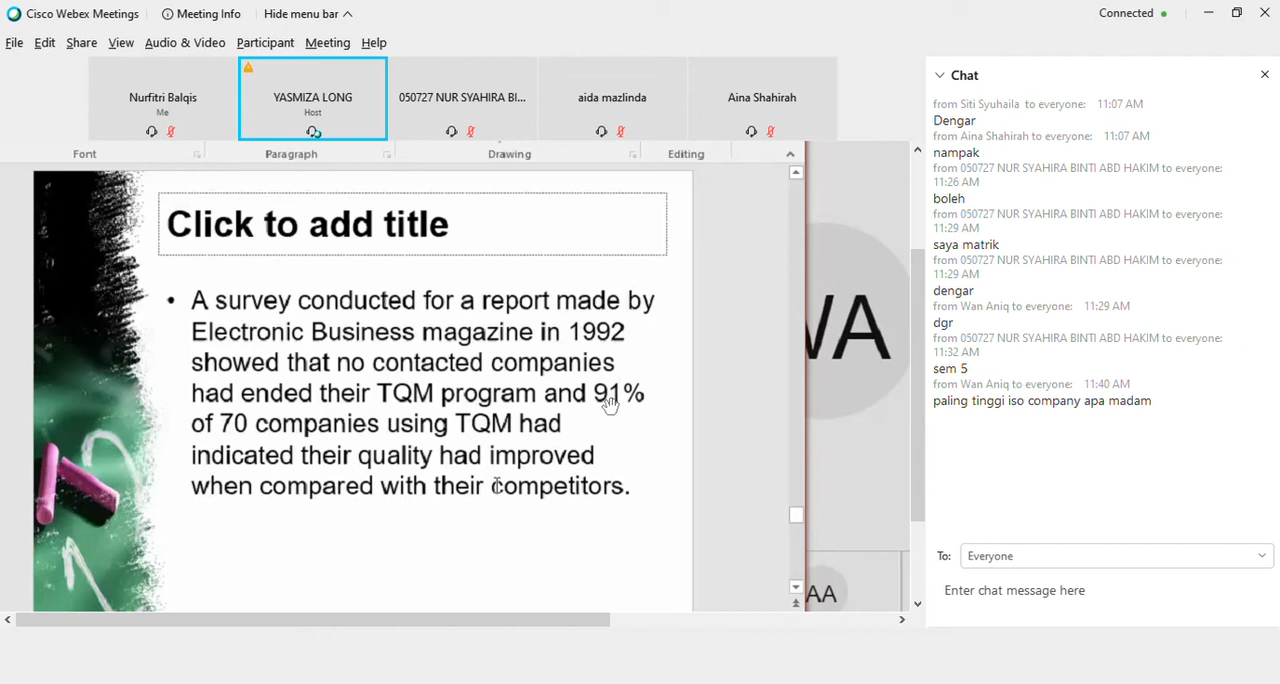 Cisco Webex Meetings
Meeting Info
Hide menu bar
Connected
File Edit Share View Audio & Video Participant Meeting Help
Nurfitri Balqis
Me
YASMIZA LONG
Host
050727 NUR SYAHIRA BI...
aida mazlinda
Aina Shahirah
Font Paragraph Drawing Editing
Click to add title
• A survey conducted for a report made by
Electronic Business magazine in 1992
showed that no contacted companies
had ended their TQM program and 91%
of 70 companies using TQM had
indicated their quality had improved
when compared with their competitors.
WA
AA
Chat
from Siti Syuhaila to everyone: 11:07 AM
Dengar
from Aina Shahirah to everyone: 11:07 AM
nampak
from 050727 NUR SYAHIRA BINTI ABD HAKIM to everyone:
11:26 AM
boleh
from 050727 NUR SYAHIRA BINTI ABD HAKIM to everyone:
11:29 AM
saya matrik
from 050727 NUR SYAHIRA BINTI ABD HAKIM to everyone:
11:29 AM
dengar
from Wan Aniq to everyone: 11:29 AM
dgr
from 050727 NUR SYAHIRA BINTI ABD HAKIM to everyone:
11:32 AM
sem 5
from Wan Aniq to everyone: 11:40 AM
paling tinggi iso company apa madam
To: Everyone
Enter chat message here